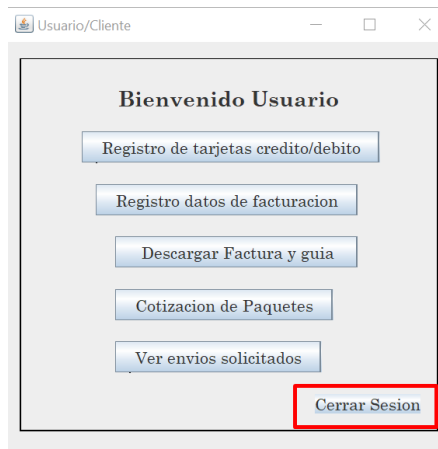 Usuario/Cliente
Bienvenido Usuario
Registro de tarjetas credito/debito
Registro datos de facturacion
Descargar Factura y guia
Cotizacion de Paquetes
Ver envios solicitados
Cerrar Sesion